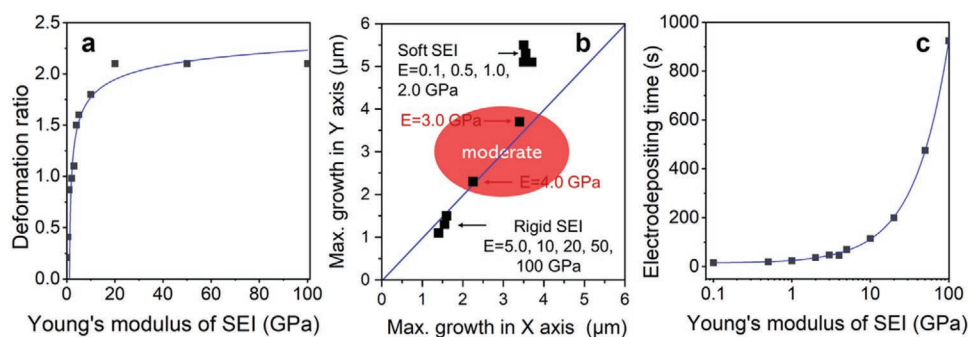 a
Deformation ratio
2.5
2.0
1.5
1.0
0.5
0.0
0 20 40 60 80 100
Young's modulus of SEI (GPa)
b
Max. growth in Y axis (μm)
6
5
4
3
2
1
0
Soft SEI
E=0.1, 0.5, 1.0,
2.0 GPa
E=3.0 GPa
moderate
E=4.0 GPa
Rigid SEI
E=5.0, 10, 20, 50,
100 GPa
0 1 2 3 4 5 6
Max. growth in X axis (μm)
c
Electrodepositing time (s)
1000
800
600
400
200
0
0.1 1 10 100
Young's modulus of SEI (GPa)